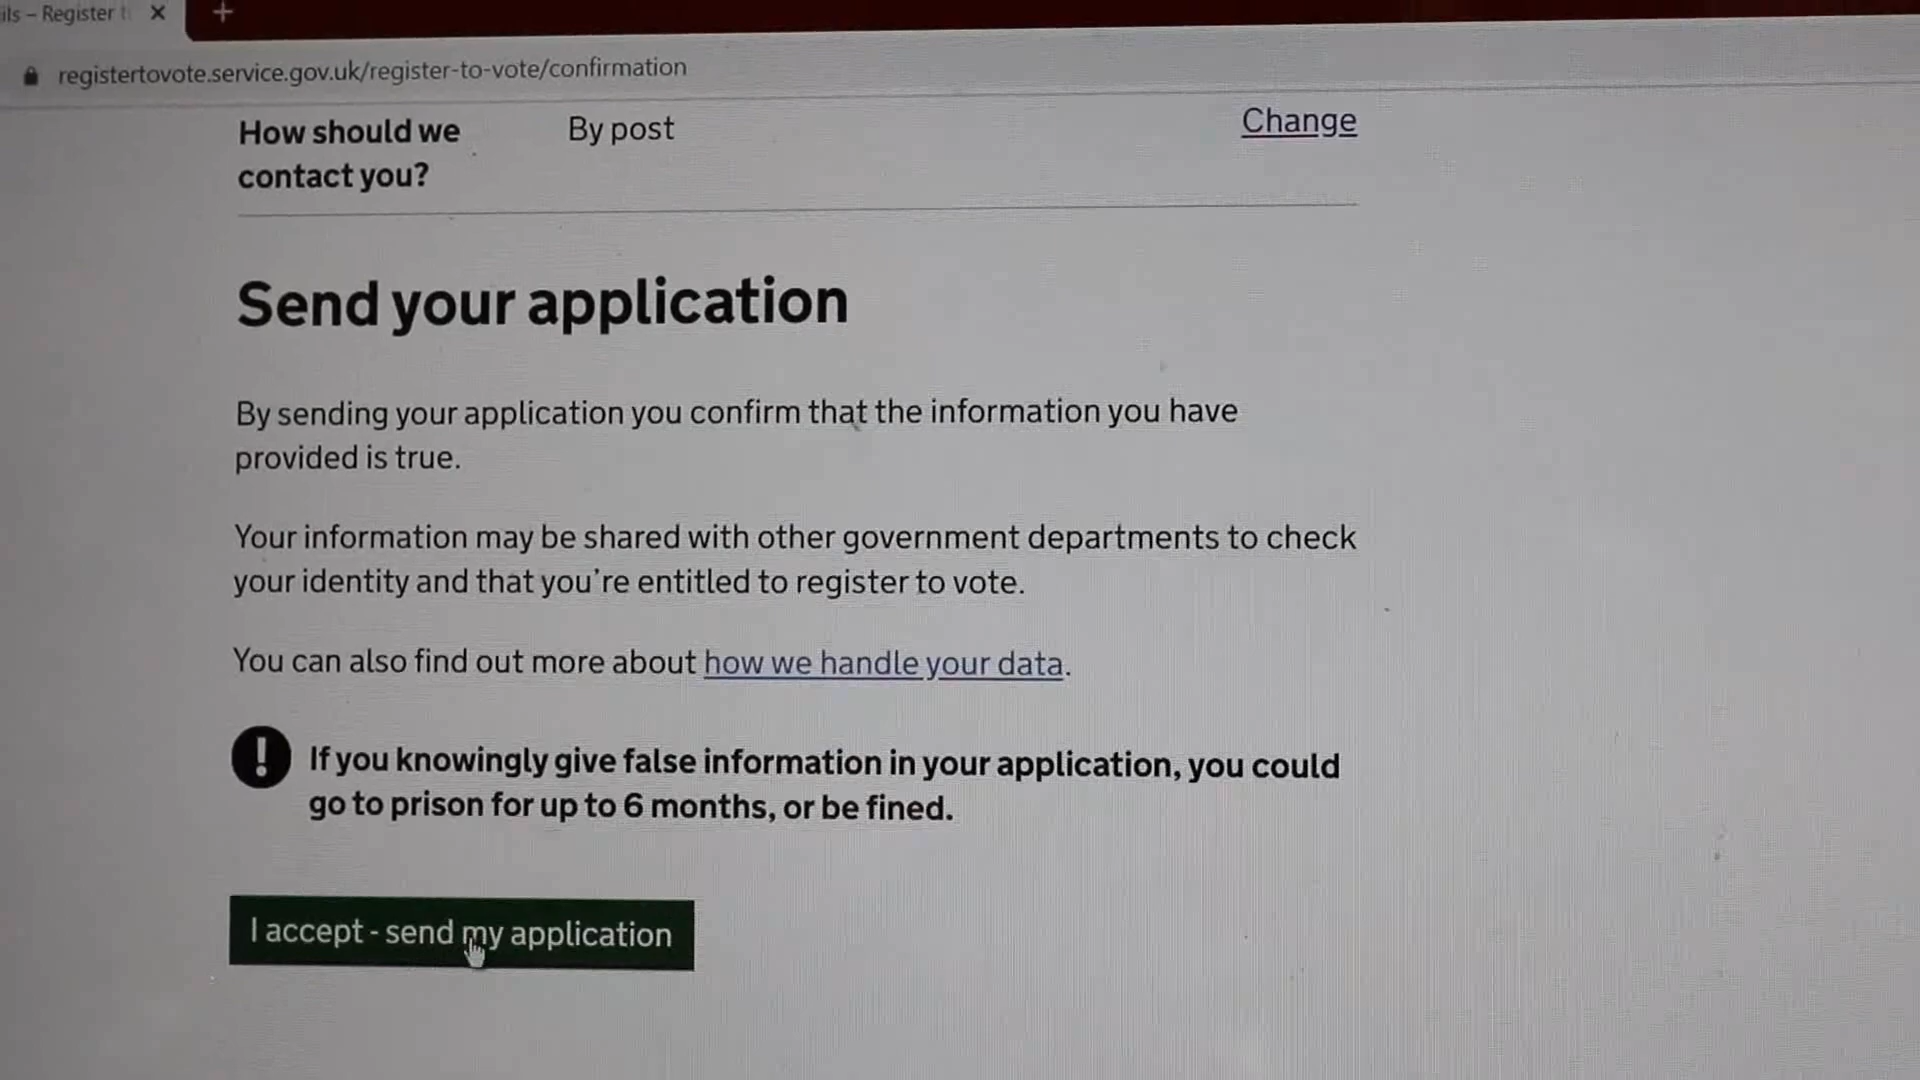 ils – Register t
registertovote.service.gov.uk/register-to-vote/confirmation
How should we By post Change
contact you?
Send your application
By sending your application you confirm that the information you have
provided is true.
Your information may be shared with other government departments to check
your identity and that you're entitled to register to vote.
You can also find out more about how we handle your data.
! If you knowingly give false information in your application, you could
go to prison for up to 6 months, or be fined.
I accept - send my application